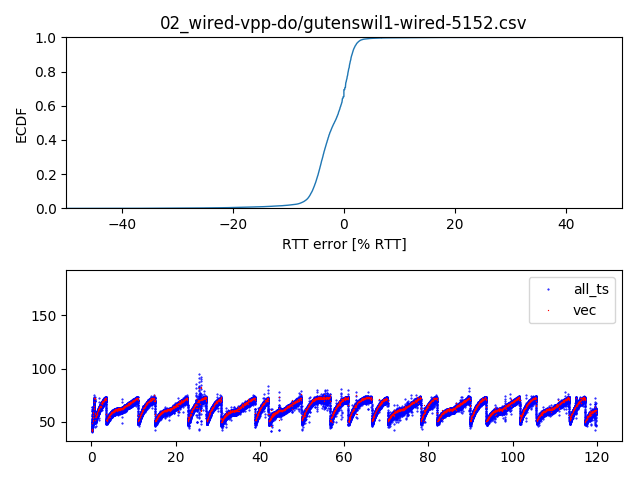 02_wired-vpp-do/gutenswil1-wired-5152.csv
1.0
0.8
0.6
0.4
0.2
0.0
ECDF
−40 −20 0 20 40
RTT error [% RTT]
150
100
50
all_ts
vec
0 20 40 60 80 100 120